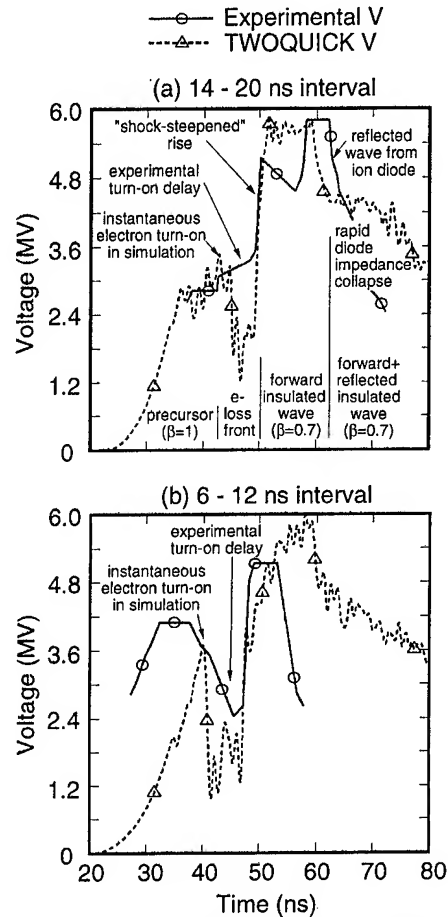 Experimental V
TWOQUICK V
(a) 14 - 20 ns interval
6.0
4.8
3.6
2.4
1.2
0
Voltage (MV)
"shock-steepened"
rise
experimental
turn-on delay
instantaneous
electron turn-on
in simulation
reflected
wave from
ion diode
rapid
diode
impedance
collapse
precursor
(β=1)
e-
loss
front
forward
insulated
wave
(β=0.7)
forward+
reflected
insulated
wave (β=0.7)
(b) 6 - 12 ns interval
6.0
4.8
3.6
2.4
1.2
0
Voltage (MV)
experimental
turn-on delay
instantaneous
electron turn-on
in simulation
20 30 40 50 60 70 80
Time (ns)